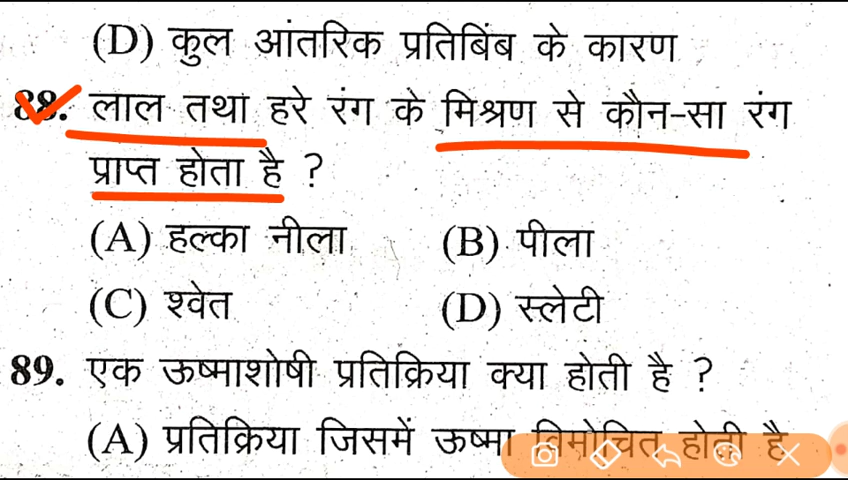 (D) कुल आंतरिक प्रतिबिंब के कारण
88. लाल तथा हरे रंग के मिश्रण से कौन-सा रंग
प्राप्त होता है ?
(A) हल्का नीला (B) पीला
(C) श्वेत (D) स्लेटी
89. एक ऊष्माशोषी प्रतिक्रिया क्या होती है ?
(A) प्रतिक्रिया जिसमें ऊष्मा विमोचित होती है